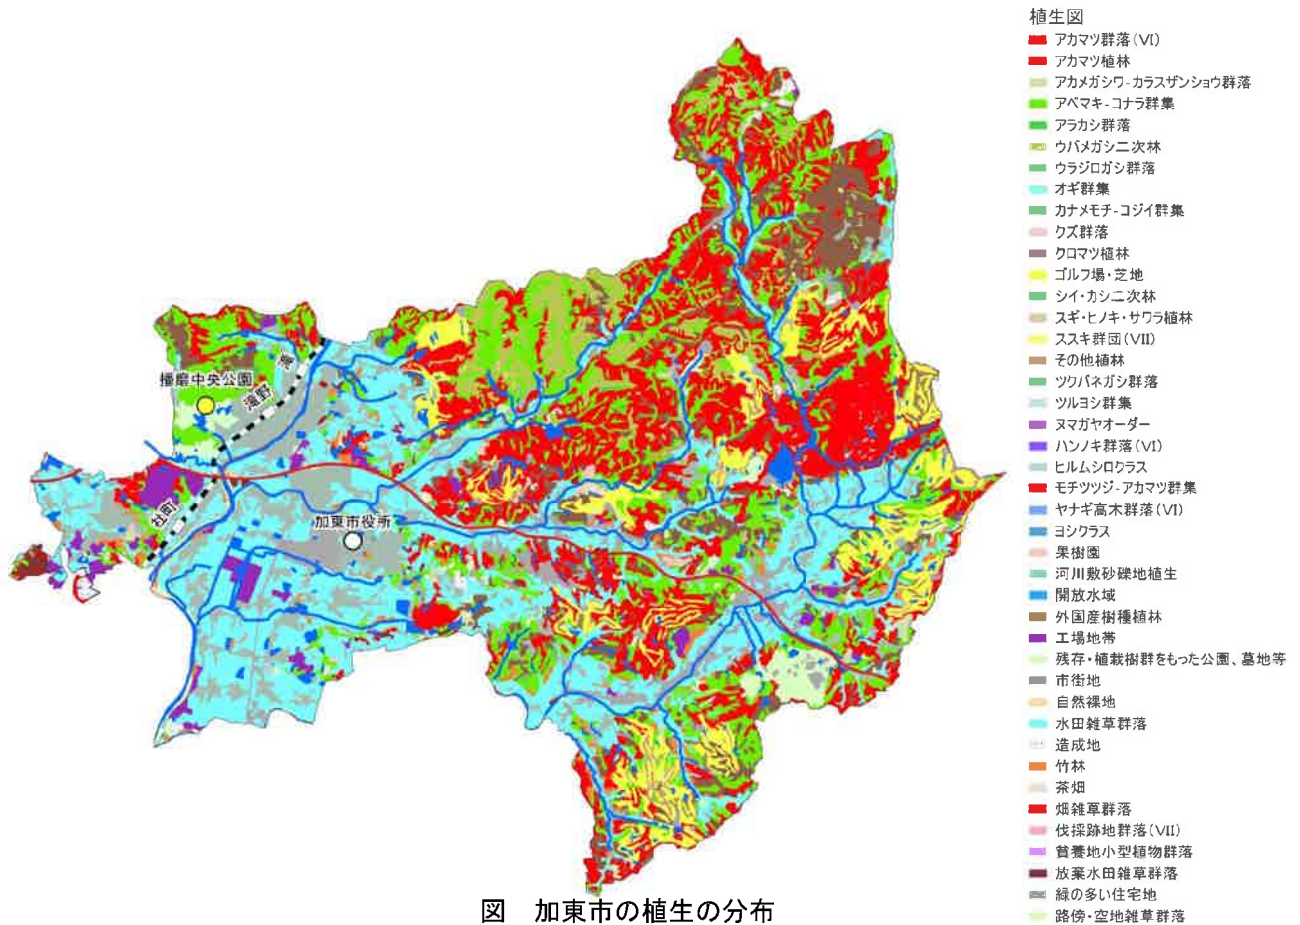 植生図
アカマツ群落(VI)
アカマツ植林
アカメガシワ-カラスザンショウ群落
アベマキ-コナラ群集
アラカシ群落
ウバメガシ二次林
ウラジロガシ群落
オギ群集
カナメモチ-コジイ群集
クズ群落
クロマツ植林
ゴルフ場・芝地
シイ・カシ二次林
スギ・ヒノキ・サワラ植林
ススキ群団(VII)
その他植林
ツクバネガシ群落
ツルヨシ群集
ヌマガヤオーダー
ハンノキ群落(VI)
ヒルムシロクラス
モチツツジ-アカマツ群集
ヤナギ高木群落(VI)
ヨシクラス
果樹園
河川敷砂礫地植生
開放水域
外国産樹種植林
工場地帯
残存・植栽樹群をもった公園、墓地等
市街地
自然裸地
水田雑草群落
造成地
竹林
茶畑
畑雑草群落
伐採跡地群落(VII)
貧養地小型植物群落
放棄水田雑草群落
緑の多い住宅地
路傍・空地雑草群落
播磨中央公園
滝
滝野
社町
加東市役所
図 加東市の植生の分布